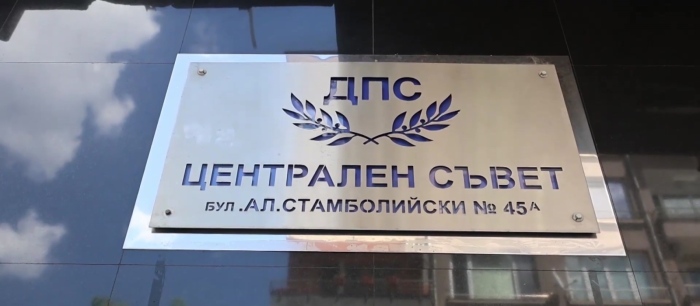 ДПС
ЦЕНТРАЛЕН СЪВЕТ
БУЛ.АЛ.СТАМБОЛИЙСКИ № 45А